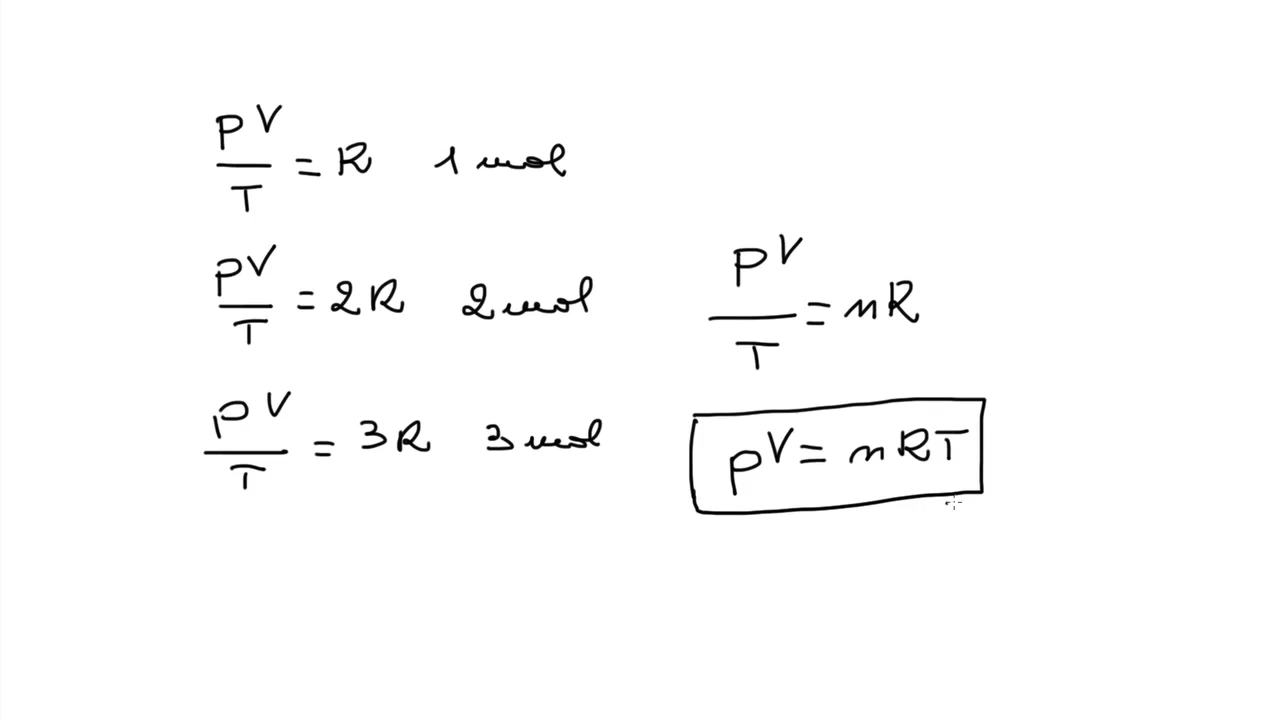 PV/T = R 1 mol
PV/T = 2R 2 mol
PV/T = 3R 3 mol
PV/T = nR
PV = nRT